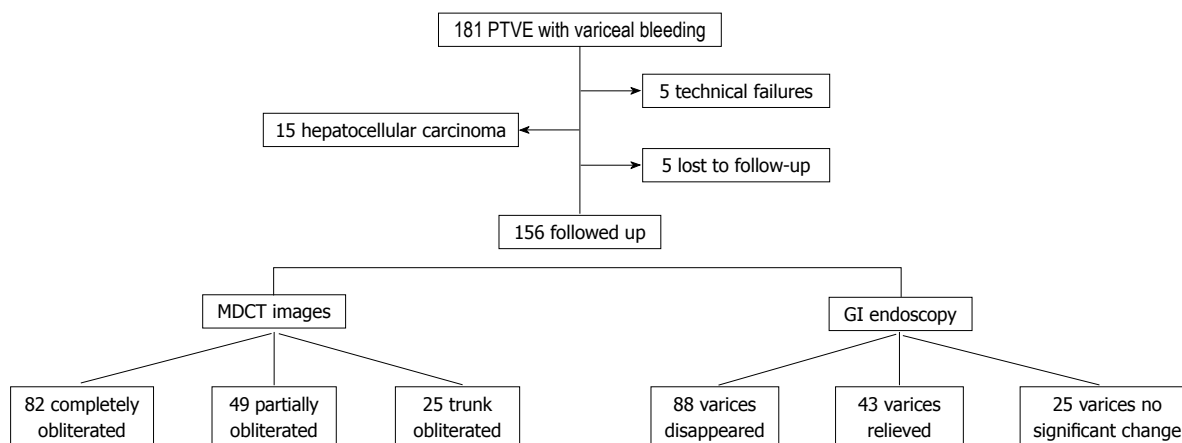 181 PTVE with variceal bleeding
5 technical failures
15 hepatocellular carcinoma
5 lost to follow-up
156 followed up
MDCT images
GI endoscopy
82 completely
obliterated
49 partially
obliterated
25 trunk
obliterated
88 varices
disappeared
43 varices
relieved
25 varices no
significant change